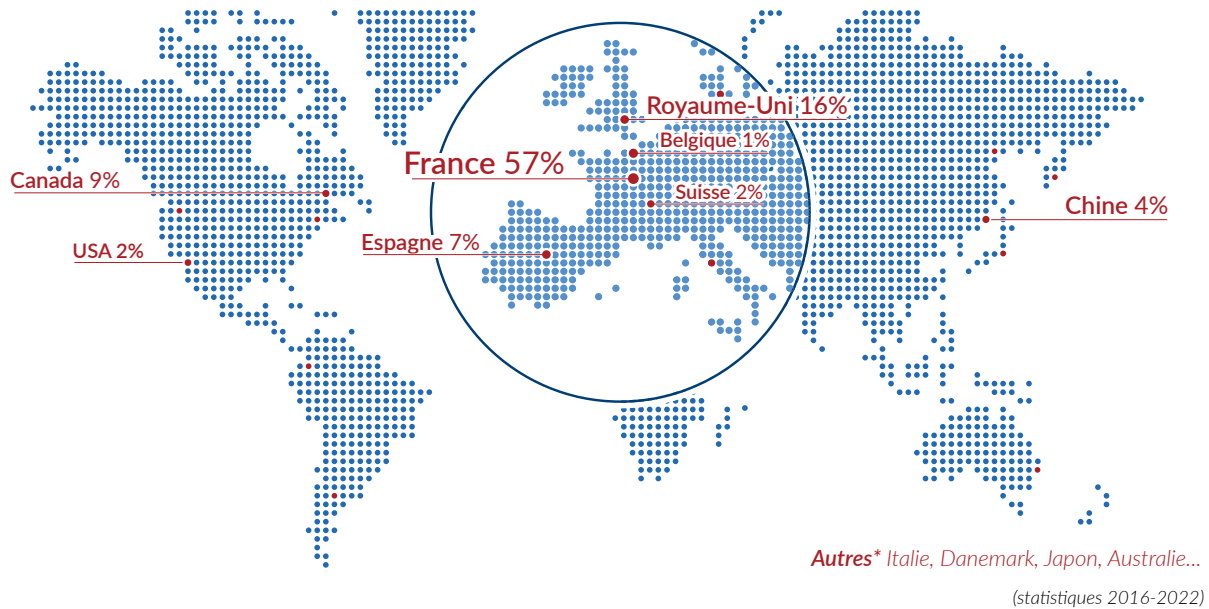 Royaume-Uni 16%
Belgique 1%
France 57%
Canada 9%
Suisse 2%
Chine 4%
Espagne 7%
USA 2%
Autres* Italie, Danemark, Japon, Australie...
(statistiques 2016-2022)